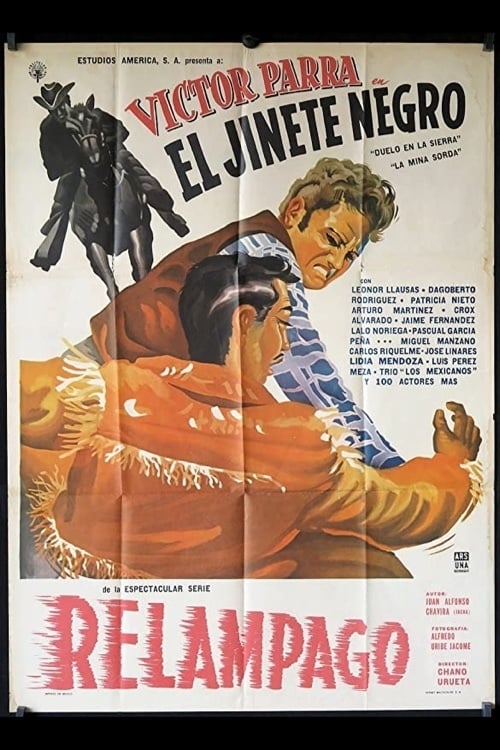 ESTUDIOS AMERICA, S. A. presenta a:
VICTOR PARRA en
EL JINETE NEGRO
"DUELO EN LA SIERRA"
"LA MINA SORDA"
CON
LEONOR LLAUSAS · DAGOBERTO
RODRIGUEZ · PATRICIA NIETO
ARTURO MARTINEZ · CROX
ALVARADO · JAIME FERNANDEZ
LALO NORIEGA · PASCUAL GARCIA
PEÑA ··· MIGUEL MANZANO
CARLOS RIQUELME · JOSE LINARES
LIDIA MENDOZA · LUIS PEREZ
MEZA · TRIO "LOS MEXICANOS"
Y 100 ACTORES MAS
ARS
UNA
de la ESPECTACULAR SERIE
RELAMPAGO
AUTOR:
JUAN ALFONSO
CHAVIRA
FOTOGRAFIA:
ALFREDO
URIBE JACOME
DIRECTOR:
CHANO
URUETA